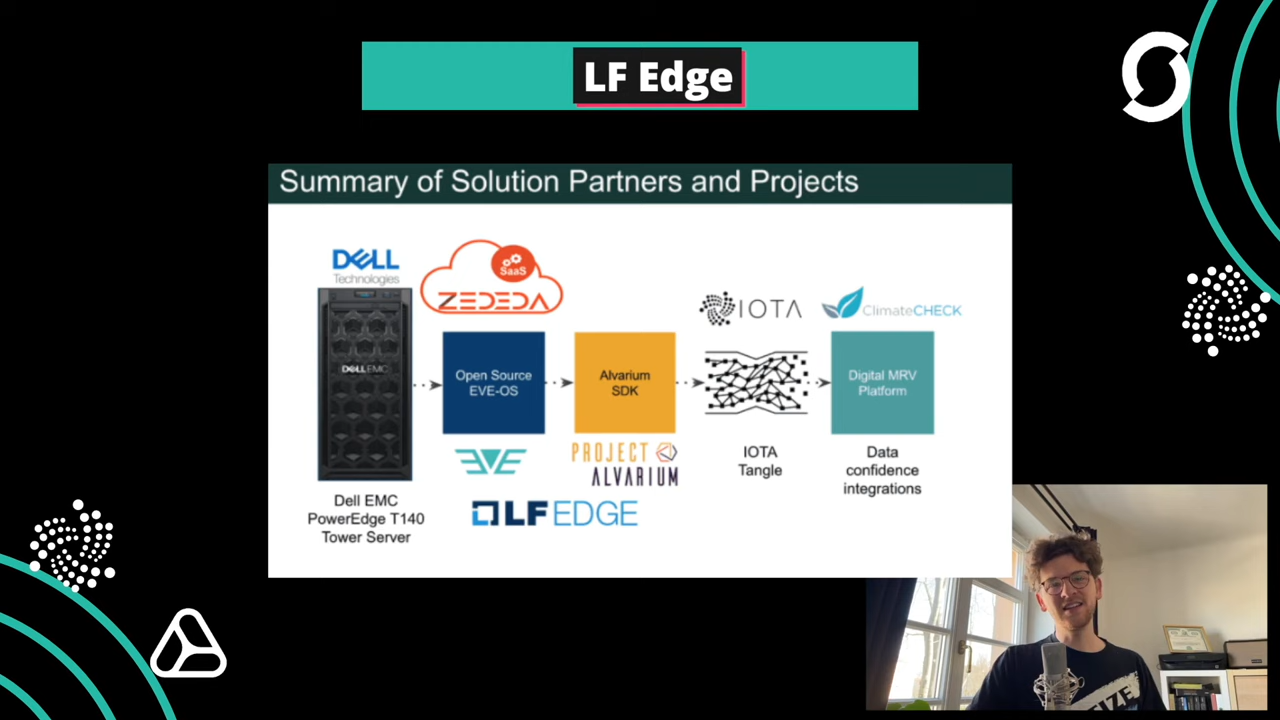 LF Edge
Summary of Solution Partners and Projects
DELL
Technologies
SaaS
ZEDEDA
DELLEMC
Dell EMC
PowerEdge T140
Tower Server
Open Source
EVE-OS
EVE
Alvarium
SDK
PROJECT
ALVARIUM
LF EDGE
IOTA
IOTA
Tangle
ClimateCHECK
Digital MRV
Platform
Data
confidence
integrations
IZE